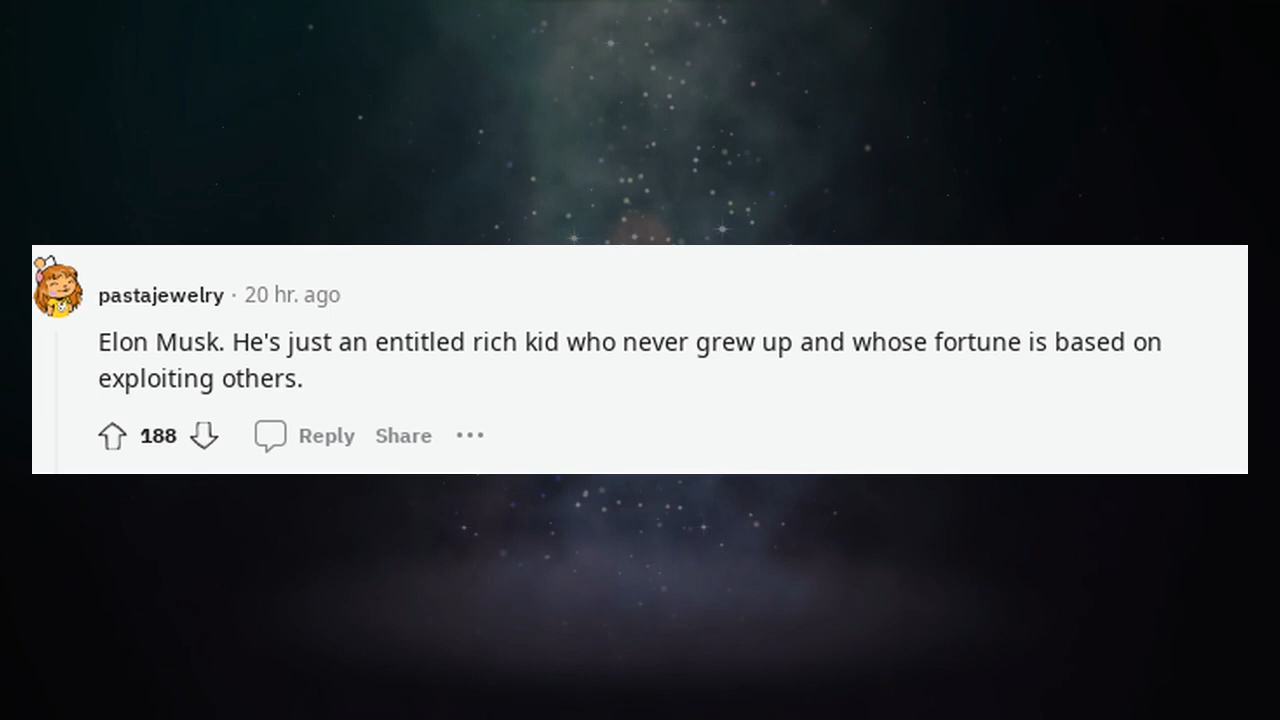 pastajewelry · 20 hr. ago
Elon Musk. He's just an entitled rich kid who never grew up and whose fortune is based on
exploiting others.
188 Reply Share ···